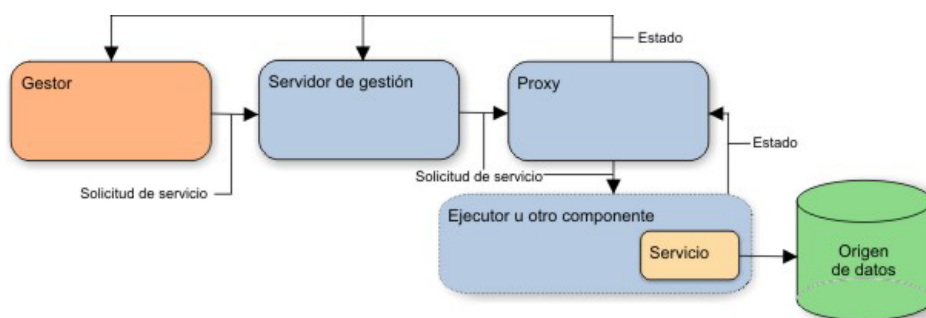 Estado
Gestor
Servidor de gestión
Proxy
Estado
Solicitud de servicio
Solicitud de servicio
Ejecutor u otro componente
Servicio
Origen
de datos